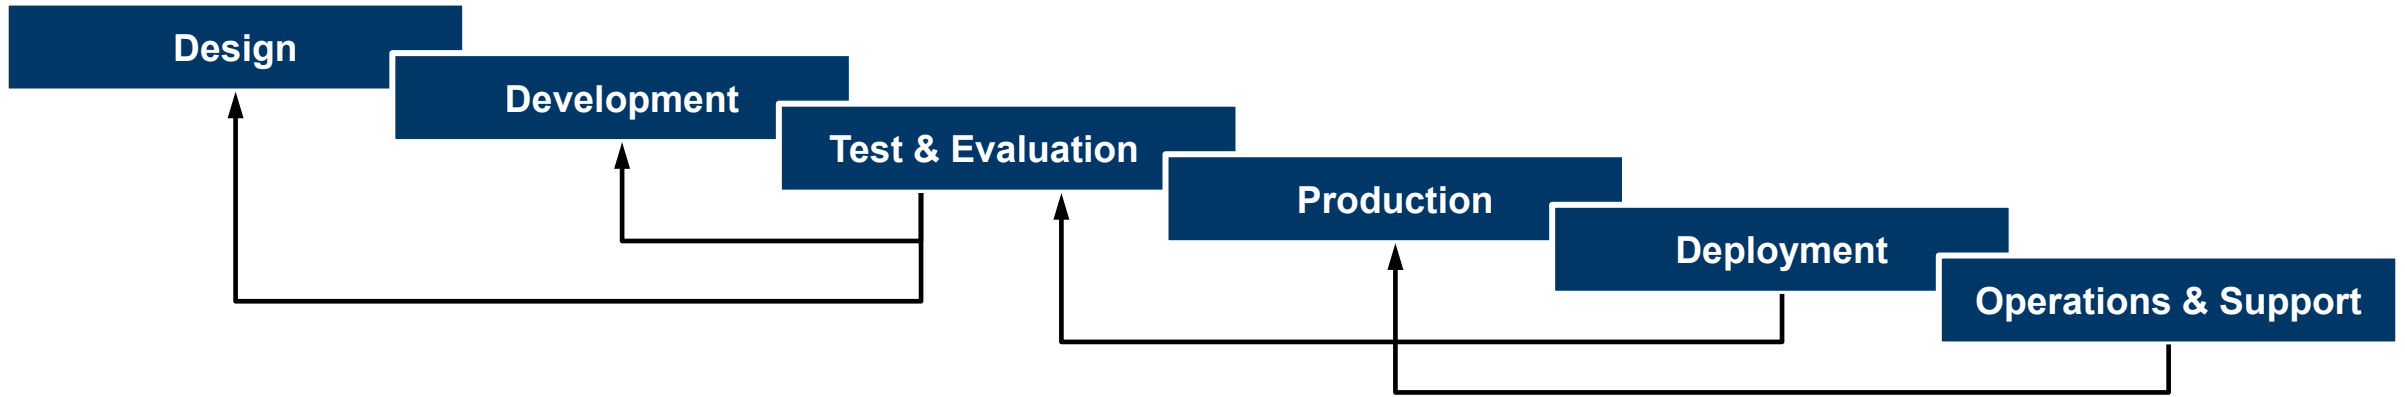 Design
Development
Test & Evaluation
Production
Deployment
Operations & Support